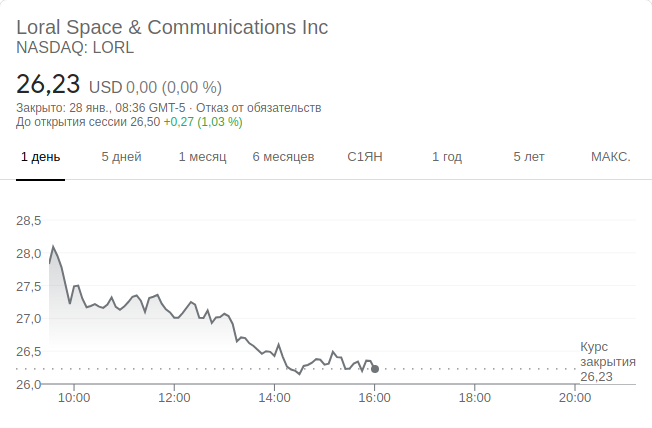 Loral Space & Communications Inc
NASDAQ: LORL
26,23 USD 0,00 (0,00 %)
Закрыто: 28 янв., 08:36 GMT-5 · Отказ от обязательств
До открытия сессии 26,50 +0,27 (1,03 %)
1 день 5 дней 1 месяц 6 месяцев С1ЯН 1 год 5 лет МАКС.
28,5
28,0
27,5
27,0
26,5
26,0
Курс
закрытия
26,23
10:00 12:00 14:00 16:00 18:00 20:00